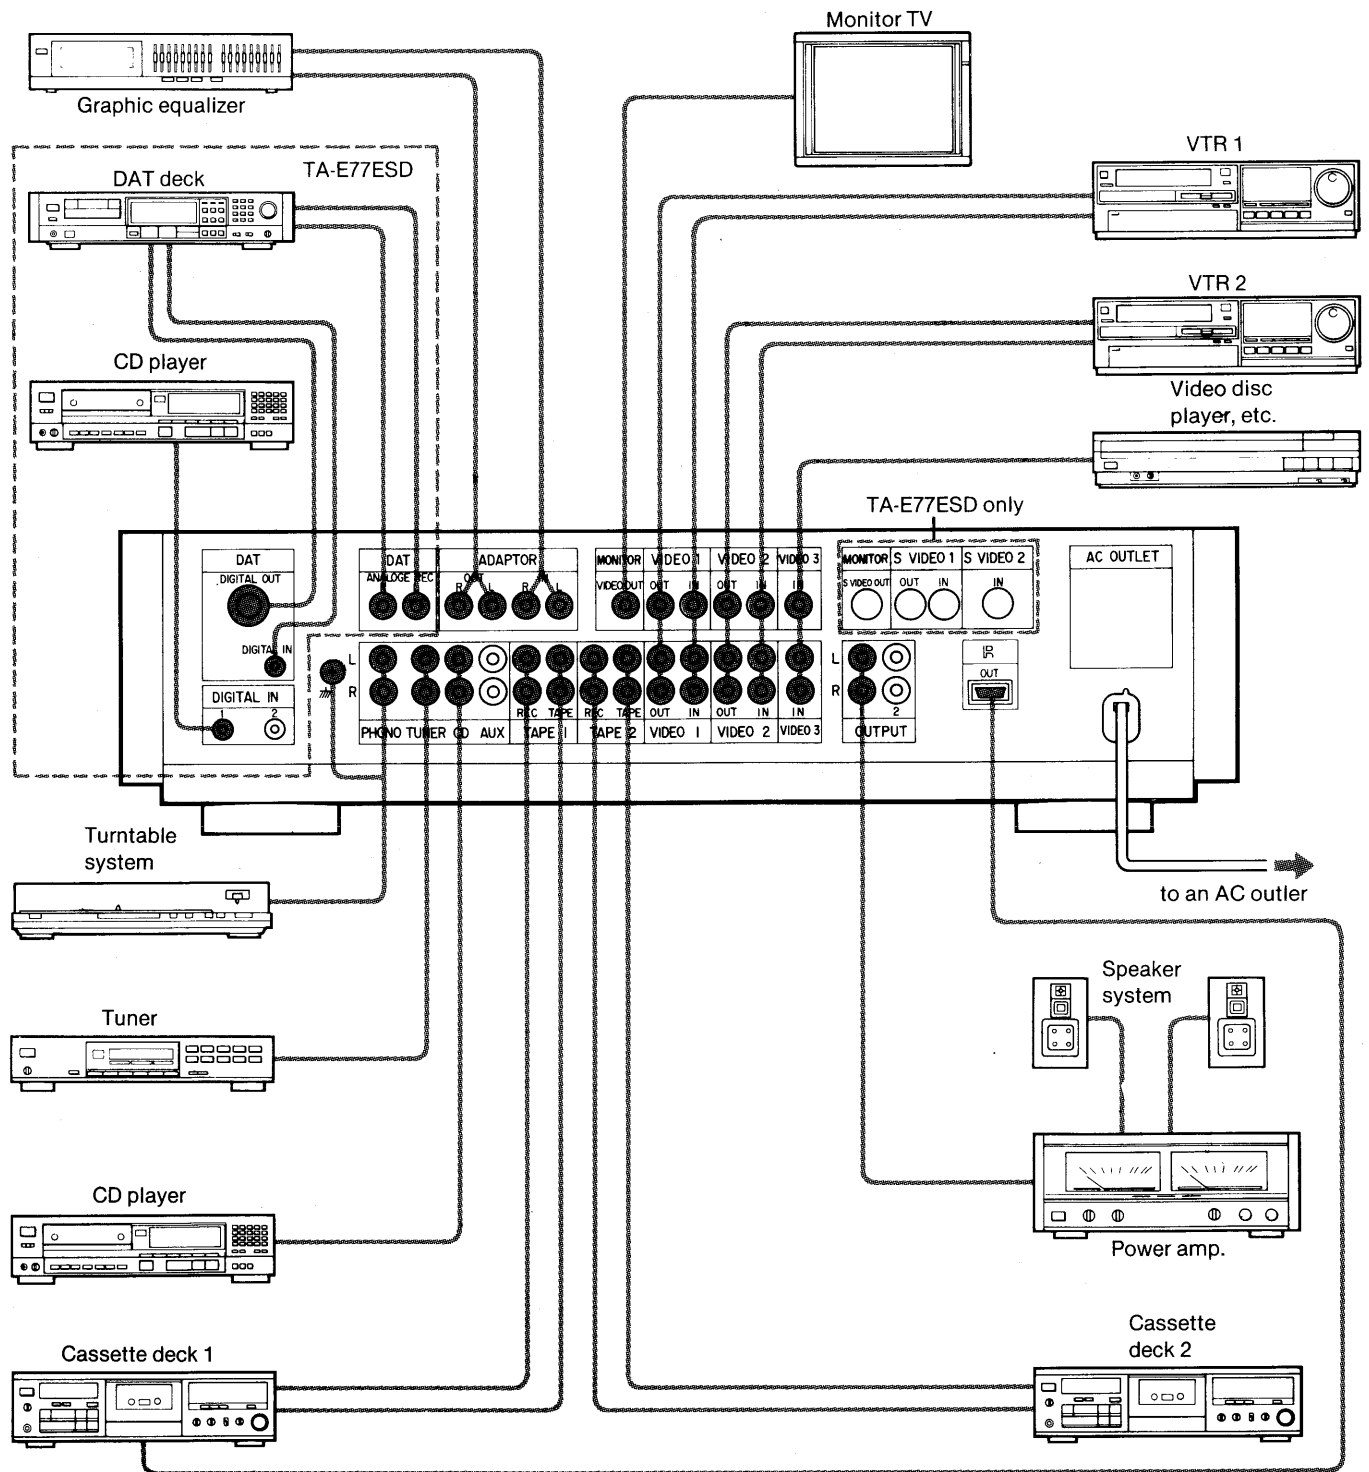 Monitor TV
Graphic equalizer
VTR 1
TA-E77ESD
DAT deck
VTR 2
CD player
Video disc
player, etc.
TA-E77ESD only
DAT
DIGITAL OUT
DIGITAL IN
DIGITAL IN
1 2
DAT ADAPTOR
ANALOGE REC OUT IN
R L R L
MONITOR VIDEO 1 VIDEO 2 VIDEO 3
VIDEO OUT OUT IN OUT IN IN
MONITOR S VIDEO 1 S VIDEO 2
S VIDEO OUT OUT IN IN
AC OUTLET
L
R
REC TAPE REC TAPE OUT IN OUT IN IN
PHONO TUNER CD AUX TAPE 1 TAPE 2 VIDEO 1 VIDEO 2 VIDEO 3
L
R
2
OUTPUT
OUT
Turntable
system
to an AC outler
Speaker
system
Tuner
CD player
Power amp.
Cassette deck 1
Cassette
deck 2